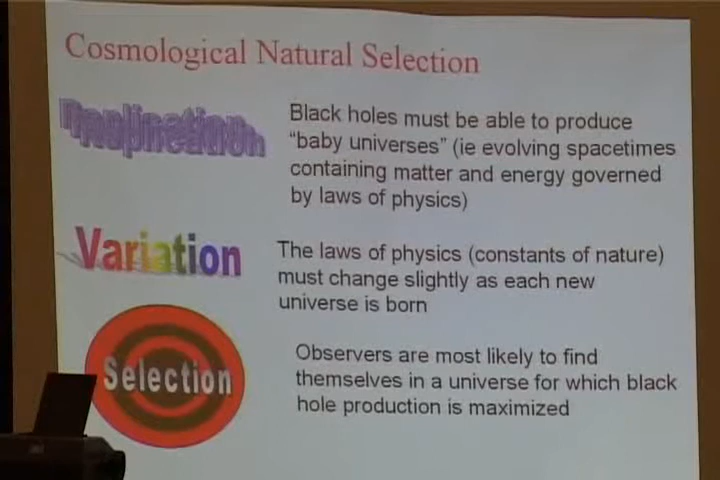 Cosmological Natural Selection
Replication
Black holes must be able to produce
“baby universes” (ie evolving spacetimes
containing matter and energy governed
by laws of physics)
Variation
The laws of physics (constants of nature)
must change slightly as each new
universe is born
Selection
Observers are most likely to find
themselves in a universe for which black
hole production is maximized